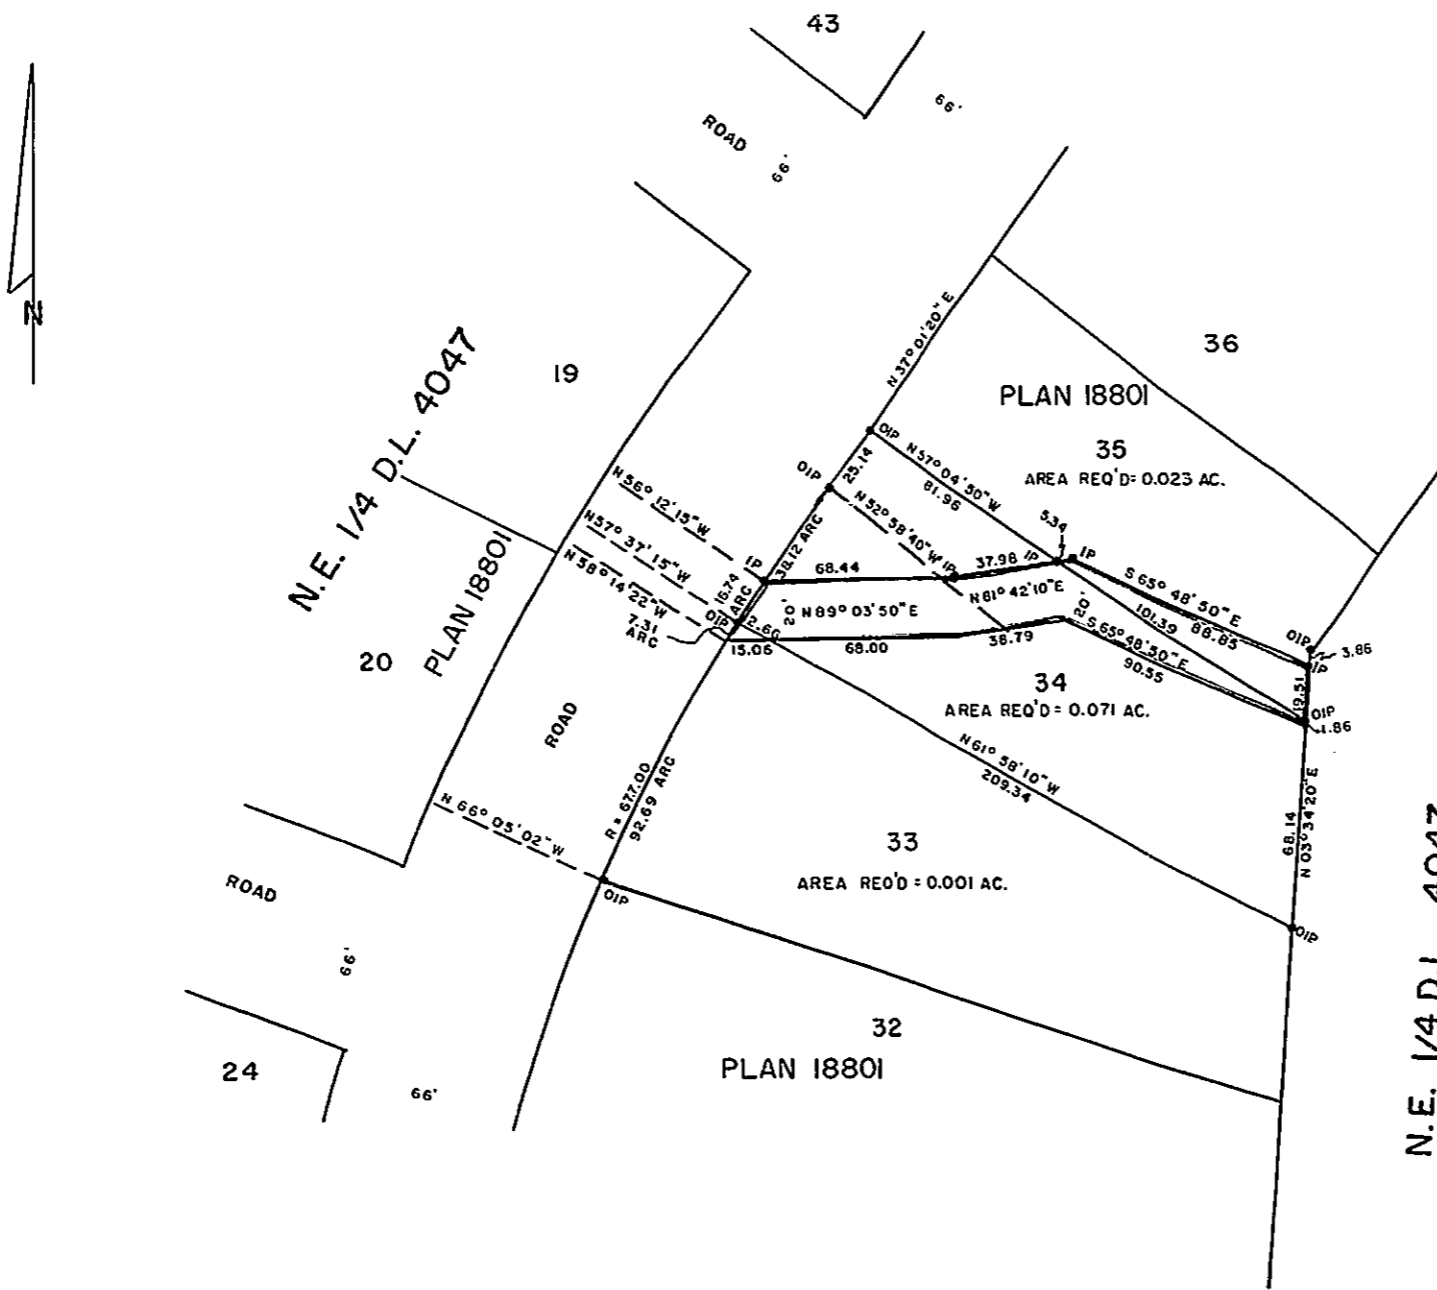 43
66'
ROAD
66'
N
N 37° 01' 20" E
36
N.E. 1/4 D.L. 4047
19
PLAN 18801
OIP
35
AREA REQ'D = 0.023 AC.
N 57° 04' 50" W
81.96
25.14
OIP
N 56° 12' 15" W
N 52° 58' 40" W
5.34
N 57° 37' 15" W
38.12 ARC
IP
IP
IP
IP
68.44
37.98
S 65° 48' 50" E
88.85
N 58° 14' 22" W
16.74
ARC
20'
N 89° 03' 50" E
N 81° 42' 10" E
20'
101.39
7.31
ARC
OIP
2.66
15.06
68.00
38.79
S 65° 48' 50" E
90.55
OIP
3.86
IP
19.51
OIP
1.86
PLAN 18801
20
34
AREA REQ'D = 0.071 AC.
ROAD
N 61° 58' 10" W
209.34
R = 677.00
92.69 ARC
N 66° 05' 02" W
68.14
N 03° 34' 20" E
33
AREA REQ'D = 0.001 AC.
ROAD
OIP
OIP
66'
32
PLAN 18801
24
66'
N.E. 1/4 D.L. 4047